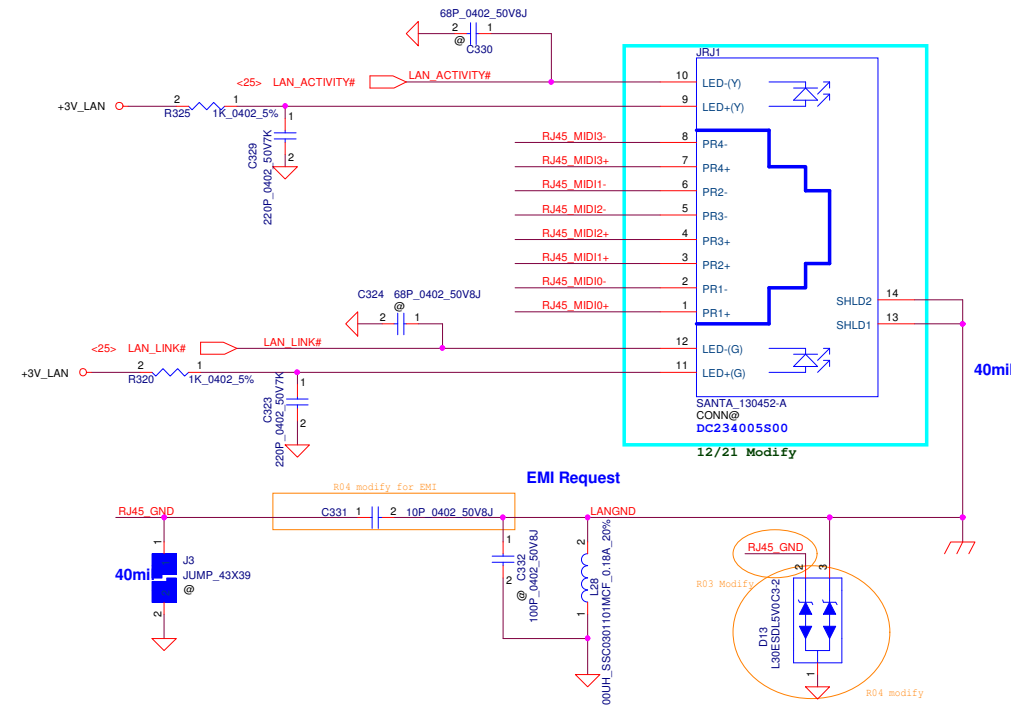 68P_0402_50V8J
2
1
@
C330
JRJ1
<25>
LAN_ACTIVITY#
LAN_ACTIVITY#
10
LED-(Y)
+3V_LAN
2
1
R325
1K_0402_5%
9
LED+(Y)
1
2
C329
220P_0402_50V7K
RJ45_MIDI3-
8
PR4-
RJ45_MIDI3+
7
PR4+
RJ45_MIDI1-
6
PR2-
RJ45_MIDI2-
5
PR3-
RJ45_MIDI2+
4
PR3+
RJ45_MIDI1+
3
PR2+
RJ45_MIDI0-
2
PR1-
RJ45_MIDI0+
1
PR1+
SHLD2
14
SHLD1
13
C324
68P_0402_50V8J
@
2
1
<25>
LAN_LINK#
LAN_LINK#
12
LED-(G)
+3V_LAN
2
1
R320
1K_0402_5%
11
LED+(G)
40mil
1
2
C323
220P_0402_50V7K
SANTA_130452-A
CONN@
DC234005S00
12/21 Modify
EMI Request
R04 modify for EMI
RJ45_GND
C331
1
2
10P_0402_50V8J
LANGND
1
J3
JUMP_43X39
@
40mil
1
2
2
1
2
C332
@
100P_0402_50V8J
2
1
L28
00UH_SSC0301101MCF_0.18A_20%
RJ45_GND
R03 Modify
2
3
D13
L30ESDL5V0C3-2
1
R04 modify